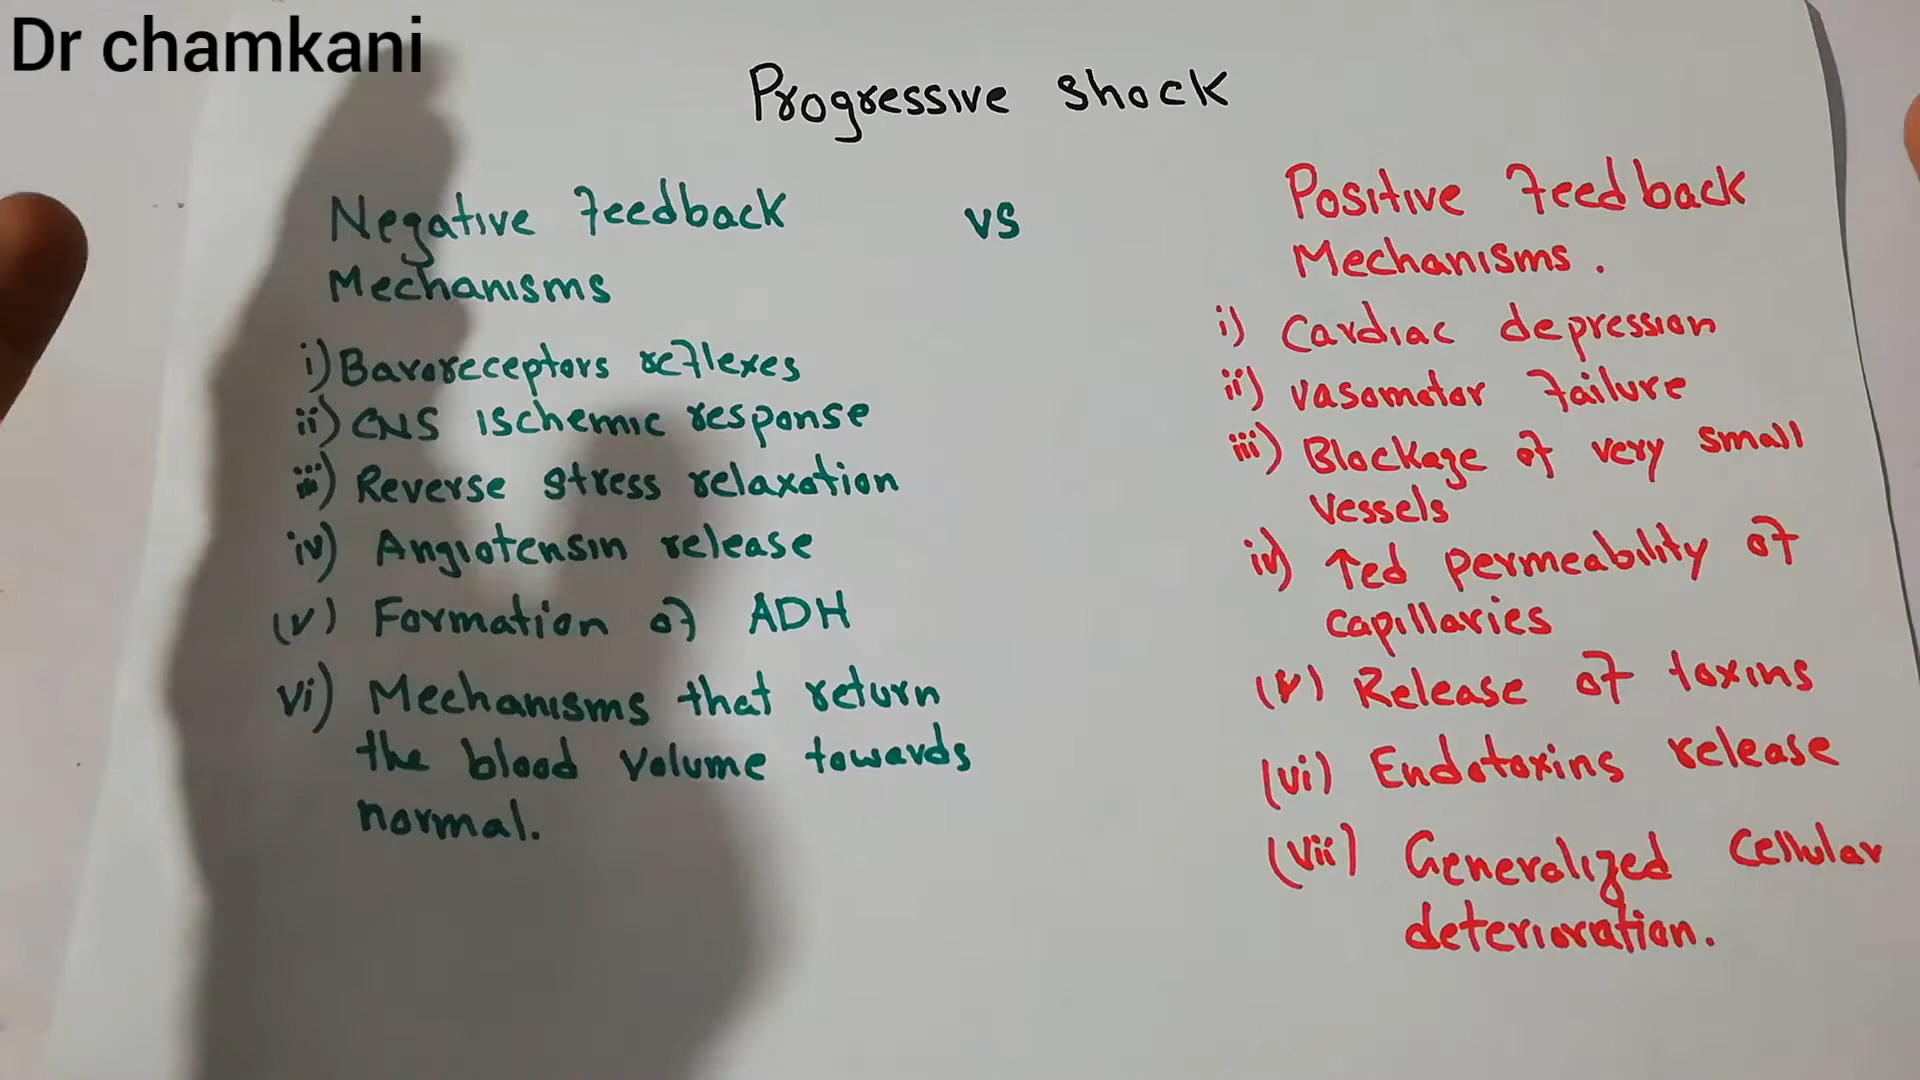 Dr chamkani
Progressive shock
Negative feedback
Mechanisms
vs
i) Baroreceptors reflexes
ii) CNS ischemic response
iii) Reverse stress relaxation
iv) Angiotensin release
(v) Formation of ADH
vi) Mechanisms that return
the blood volume towards
normal.
Positive feedback
Mechanisms.
i) Cardiac depression
ii) vasomotor failure
iii) Blockage of very small
vessels
iv) ↑ed permeability of
capillaries
(v) Release of toxins
(vi) Endotoxins release
(vii) Generalized cellular
deterioration.